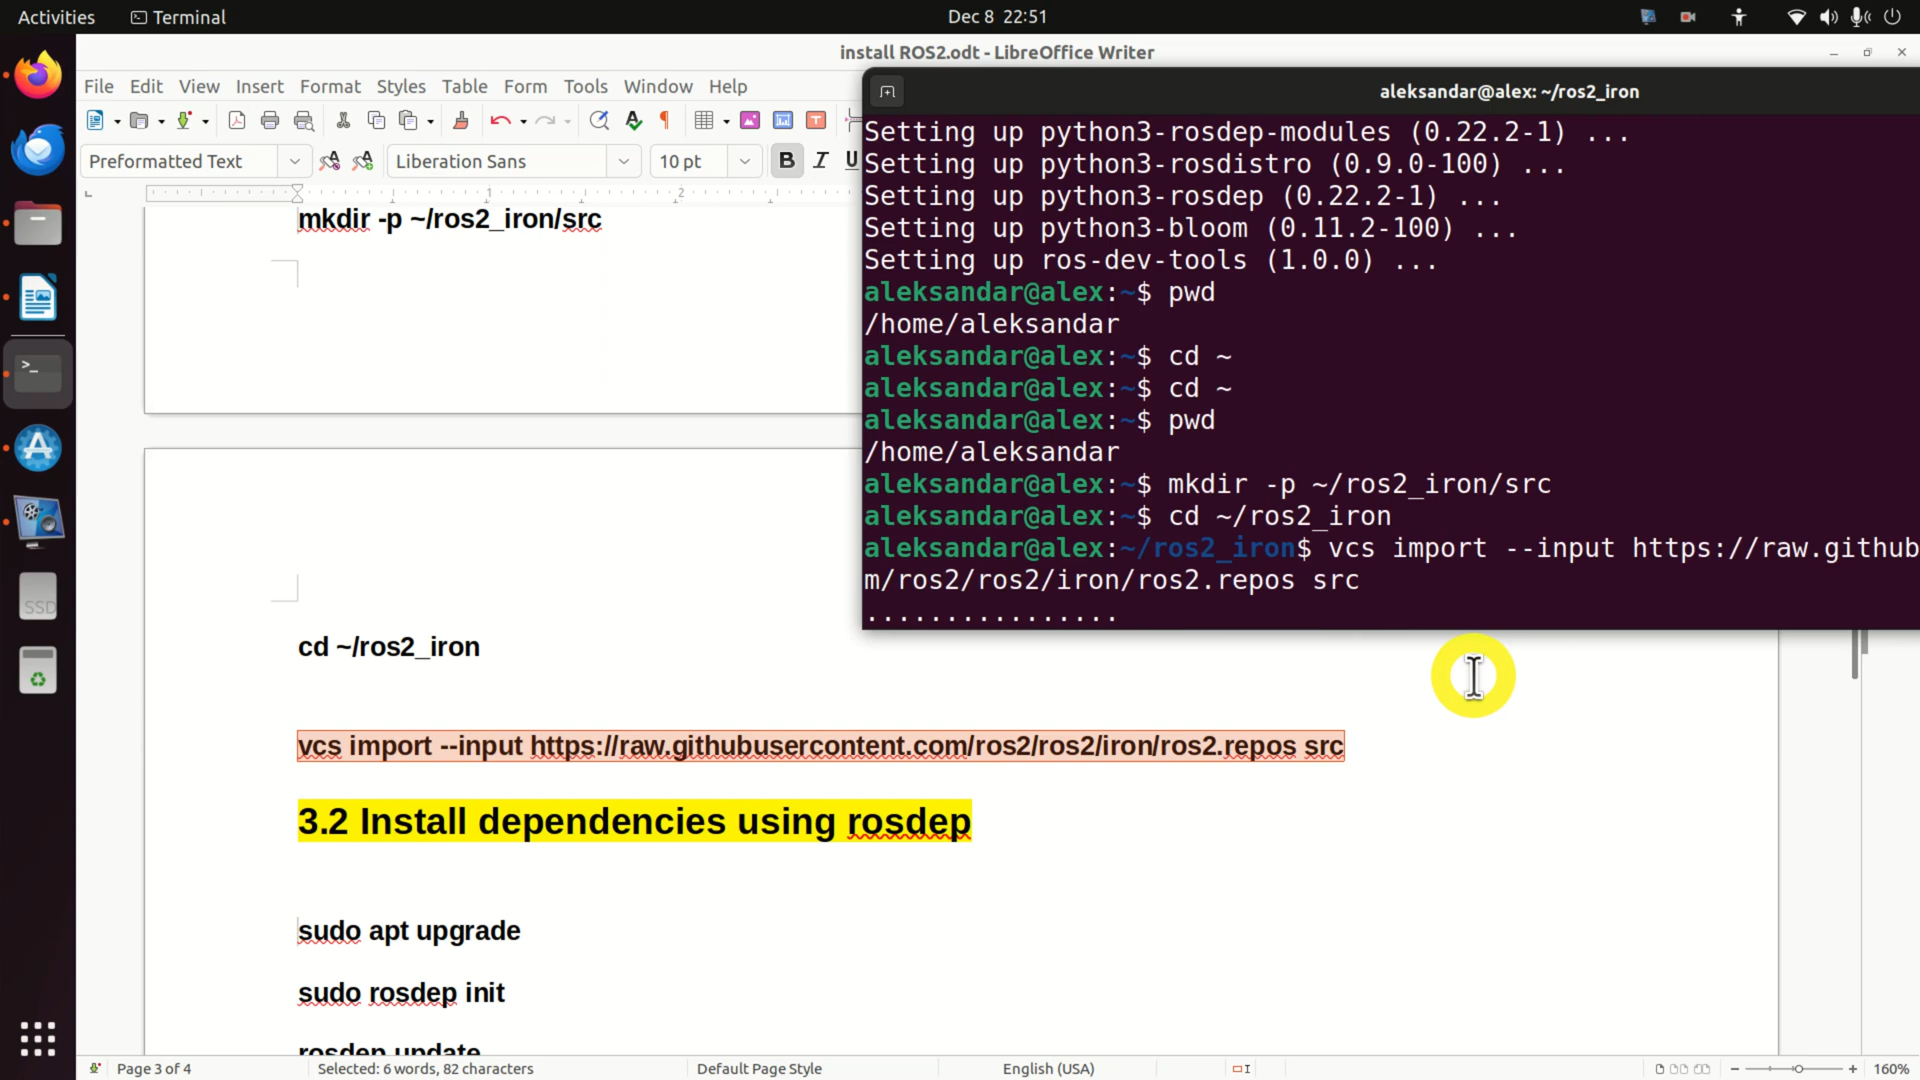 Activities
Terminal
Dec 8 22:51
install ROS2.odt - LibreOffice Writer
File Edit View Insert Format Styles Table Form Tools Window Help
Preformatted Text
Liberation Sans
10 pt
B I U
1 2
mkdir -p ~/ros2_iron/src
cd ~/ros2_iron
vcs import --input https://raw.githubusercontent.com/ros2/ros2/iron/ros2.repos src
3.2 Install dependencies using rosdep
sudo apt upgrade
sudo rosdep init
rosdep update
aleksandar@alex: ~/ros2_iron
Setting up python3-rosdep-modules (0.22.2-1) ...
Setting up python3-rosdistro (0.9.0-100) ...
Setting up python3-rosdep (0.22.2-1) ...
Setting up python3-bloom (0.11.2-100) ...
Setting up ros-dev-tools (1.0.0) ...
aleksandar@alex:~$ pwd
/home/aleksandar
aleksandar@alex:~$ cd ~
aleksandar@alex:~$ cd ~
aleksandar@alex:~$ pwd
/home/aleksandar
aleksandar@alex:~$ mkdir -p ~/ros2_iron/src
aleksandar@alex:~$ cd ~/ros2_iron
aleksandar@alex:~/ros2_iron$ vcs import --input https://raw.github
m/ros2/ros2/iron/ros2.repos src
................
SSD
Page 3 of 4
Selected: 6 words, 82 characters
Default Page Style
English (USA)
160%